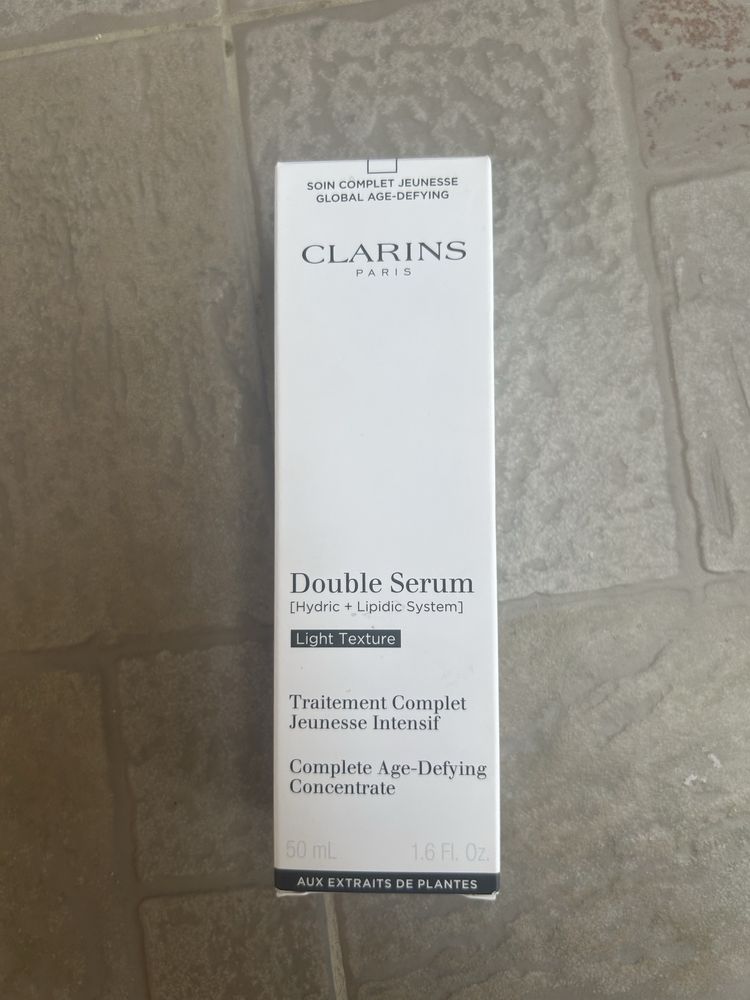 SOIN COMPLET JEUNESSE
GLOBAL AGE-DEFYING
CLARINS
PARIS
Double Serum
[Hydric + Lipidic System]
Light Texture
Traitement Complet
Jeunesse Intensif
Complete Age-Defying
Concentrate
50 mL 1.6 Fl. Oz.
AUX EXTRAITS DE PLANTES